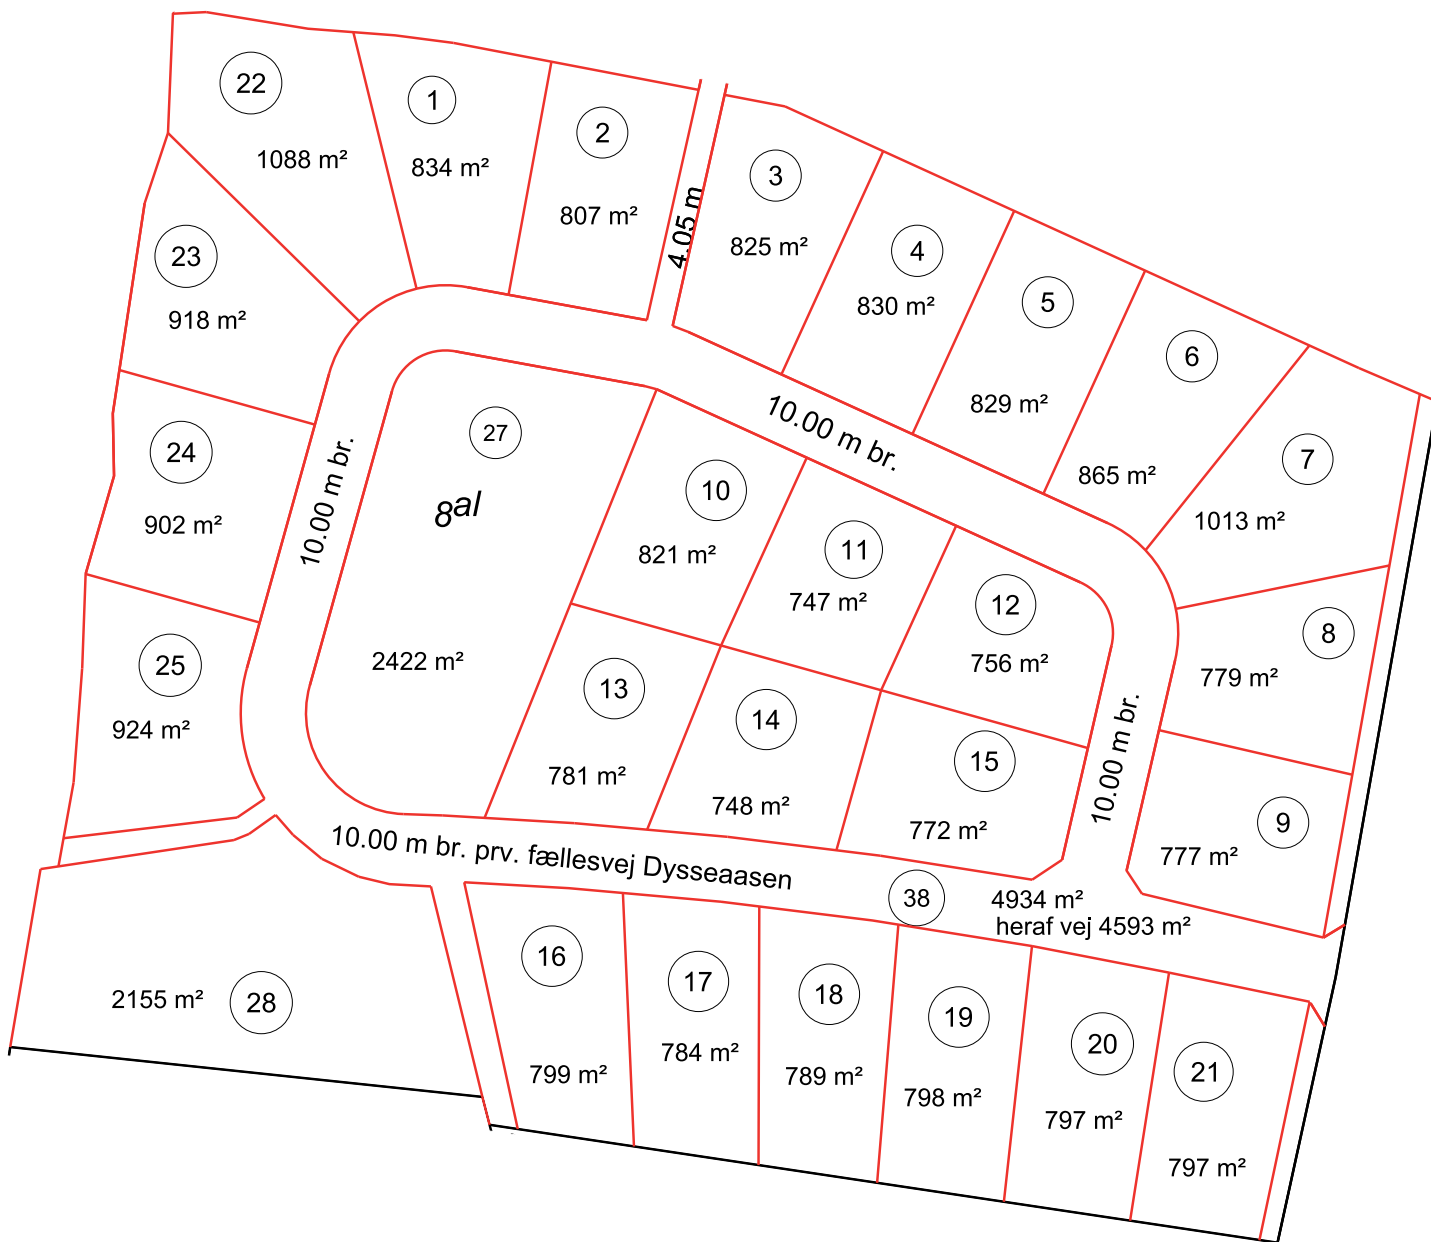 22
1088 m²
1
834 m²
2
807 m²
4.05 m
3
825 m²
4
830 m²
5
829 m²
6
865 m²
7
1013 m²
23
918 m²
24
902 m²
25
924 m²
10.00 m br.
27
8al
2422 m²
10.00 m br.
10
821 m²
11
747 m²
12
756 m²
8
779 m²
13
781 m²
14
748 m²
15
772 m²
10.00 m br.
9
777 m²
10.00 m br. prv. fællesvej Dysseaasen
38
4934 m²
heraf vej 4593 m²
2155 m²
28
16
799 m²
17
784 m²
18
789 m²
19
798 m²
20
797 m²
21
797 m²